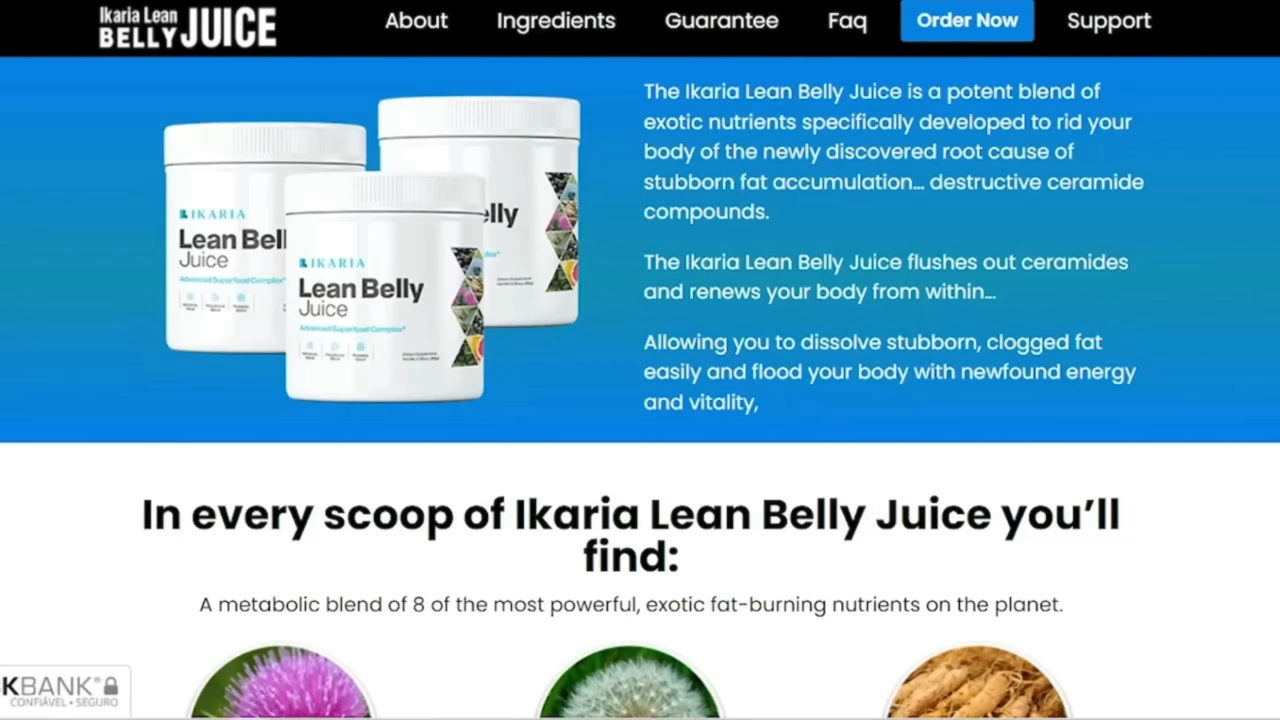 Ikaria Lean
BELLY JUICE
About
Ingredients
Guarantee
Faq
Order Now
Support
IKARIA
Lean Bell
Juice
Advanced Superfood Complex*
elly
IKARIA
Lean Belly
Juice
Advanced Superfood Complex*
The Ikaria Lean Belly Juice is a potent blend of
exotic nutrients specifically developed to rid your
body of the newly discovered root cause of
stubborn fat accumulation... destructive ceramide
compounds.
The Ikaria Lean Belly Juice flushes out ceramides
and renews your body from within...
Allowing you to dissolve stubborn, clogged fat
easily and flood your body with newfound energy
and vitality,
In every scoop of Ikaria Lean Belly Juice you’ll
find:
A metabolic blend of 8 of the most powerful, exotic fat-burning nutrients on the planet.
KBANK®
CONFIÁVEL • SEGURO